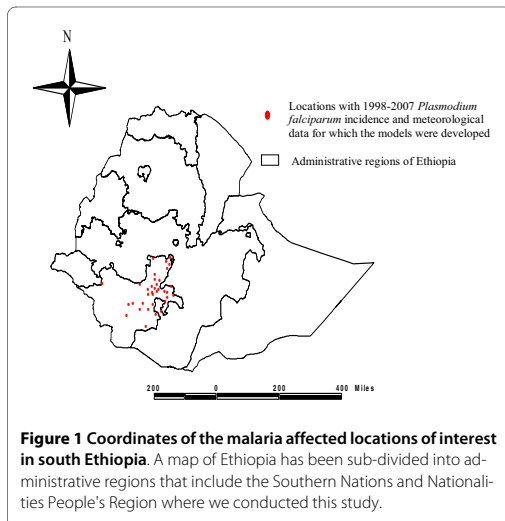 N
Locations with 1998-2007 Plasmodium
falciparum incidence and meteorological
data for which the models were developed
Administrative regions of Ethiopia
200 0 200 400 Miles
Figure 1 Coordinates of the malaria affected locations of interest
in south Ethiopia. A map of Ethiopia has been sub-divided into ad-
ministrative regions that include the Southern Nations and Nationali-
ties People's Region where we conducted this study.